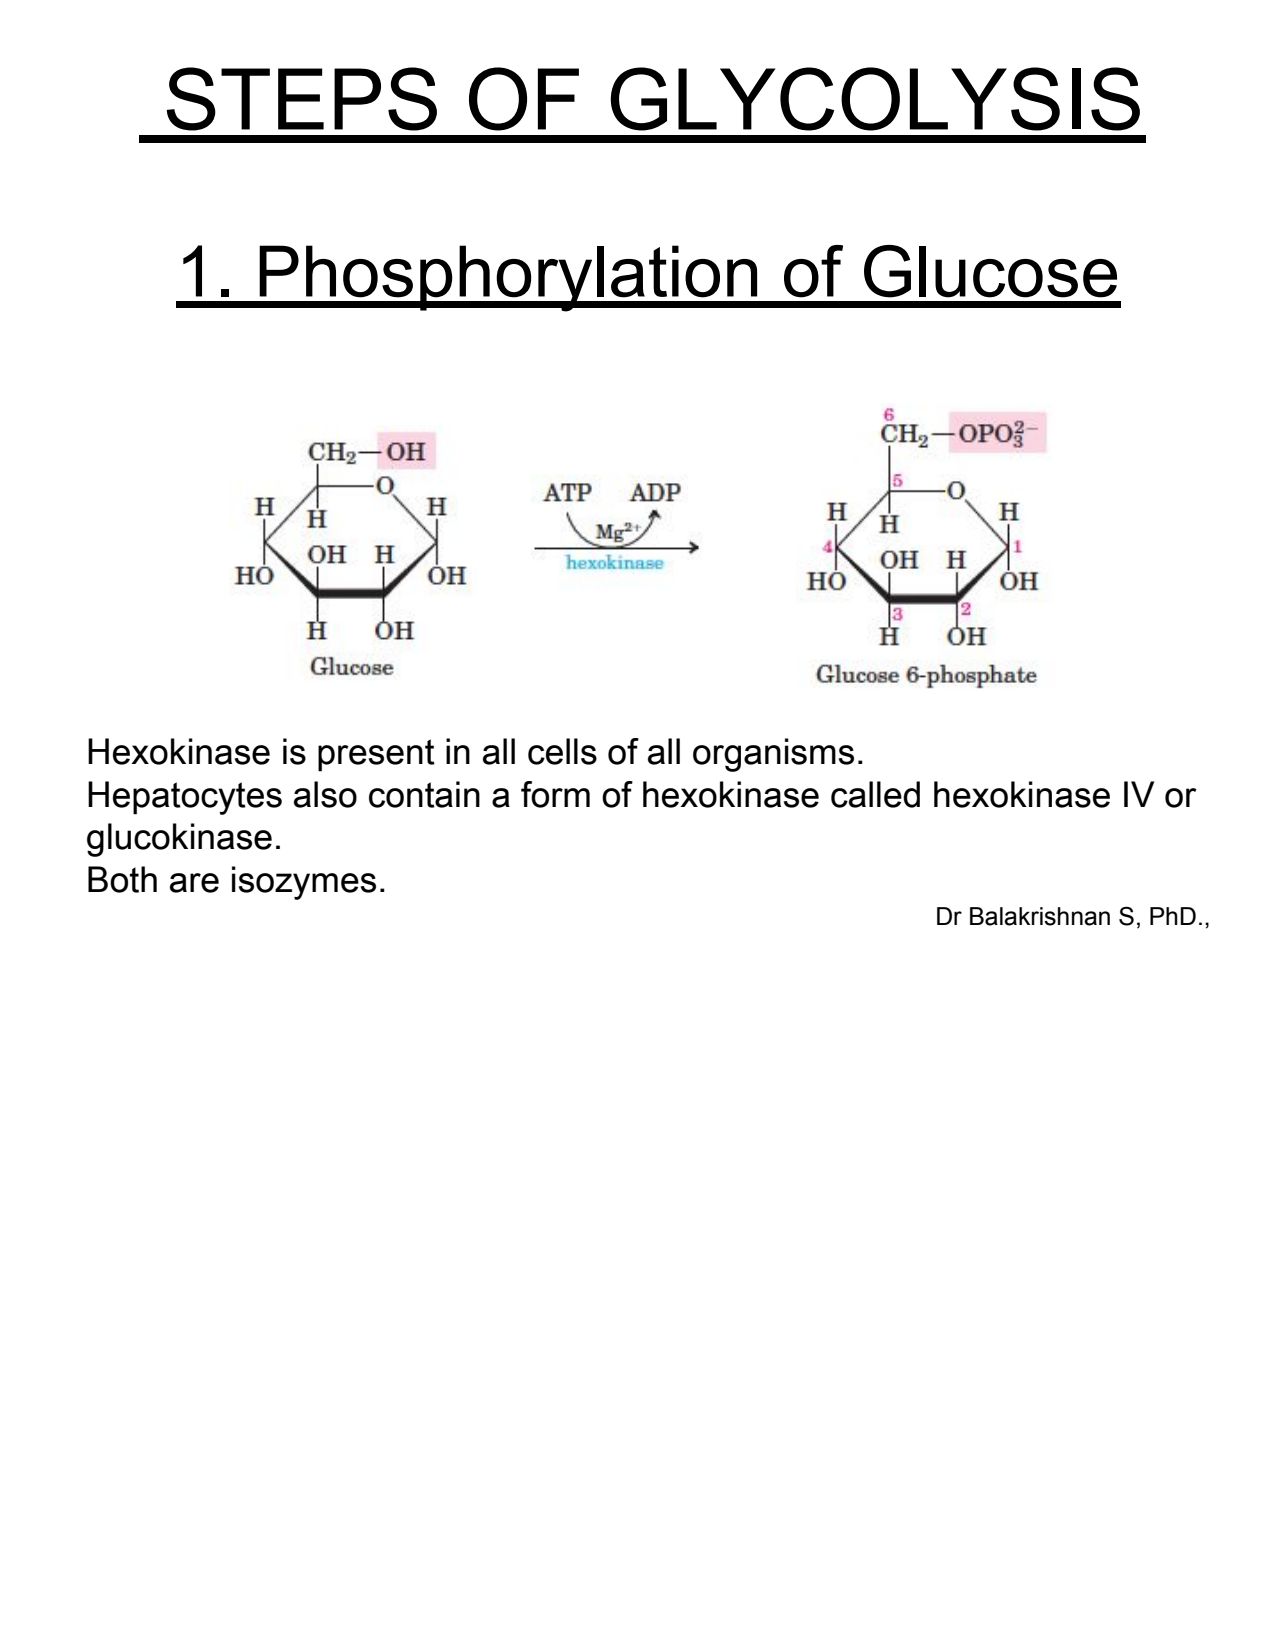 STEPS OF GLYCOLYSIS
1. Phosphorylation of Glucose
CH₂—OH
O
H
H
H
OH H
HO
OH
H
OH
Glucose
ATP ADP
Mg²⁺
hexokinase
6
CH₂—OPO₃²⁻
5
O
H
H
H
4
OH H
1
HO
OH
3
2
H
OH
Glucose 6-phosphate
Hexokinase is present in all cells of all organisms.
Hepatocytes also contain a form of hexokinase called hexokinase IV or
glucokinase.
Both are isozymes.
Dr Balakrishnan S, PhD.,